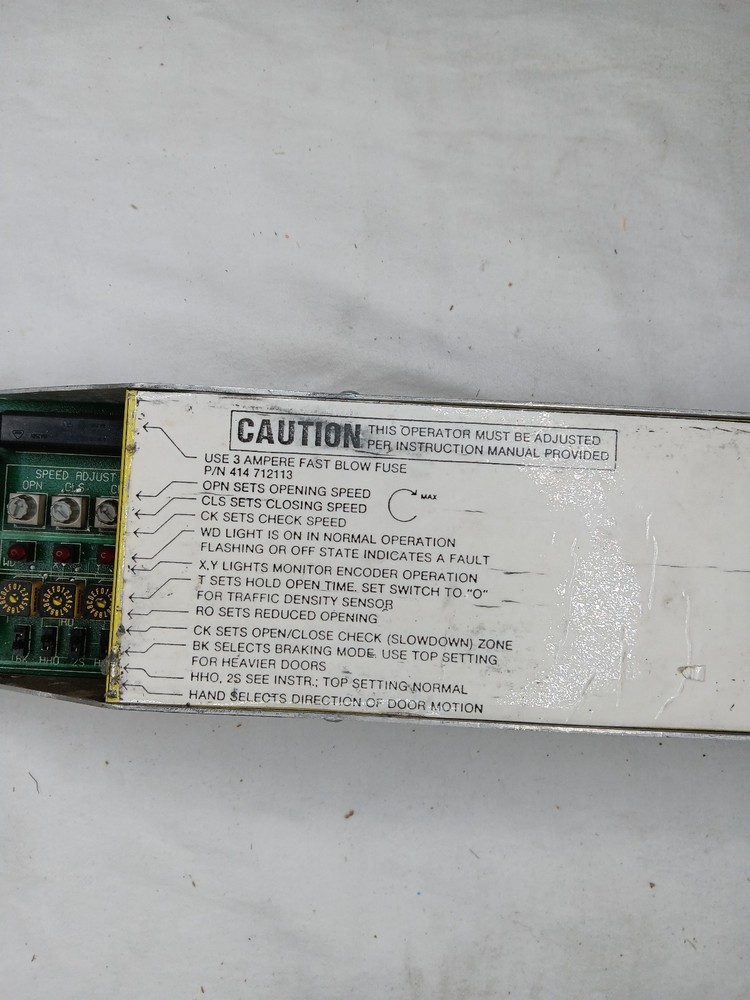 CAUTION THIS OPERATOR MUST BE ADJUSTED
PER INSTRUCTION MANUAL PROVIDED
USE 3 AMPERE FAST BLOW FUSE
P/N 414 712113
OPN SETS OPENING SPEED
CLS SETS CLOSING SPEED
MAX
CK SETS CHECK SPEED
WD LIGHT IS ON IN NORMAL OPERATION
FLASHING OR OFF STATE INDICATES A FAULT
X,Y LIGHTS MONITOR ENCODER OPERATION
T SETS HOLD OPEN TIME. SET SWITCH TO "O"
FOR TRAFFIC DENSITY SENSOR
RO SETS REDUCED OPENING
CK SETS OPEN/CLOSE CHECK (SLOWDOWN) ZONE
BK SELECTS BRAKING MODE. USE TOP SETTING
FOR HEAVIER DOORS
HHO, 2S SEE INSTR.; TOP SETTING NORMAL
HAND SELECTS DIRECTION OF DOOR MOTION
SPEED ADJUST
OPN CLS
WD X
RO
HHO 2S